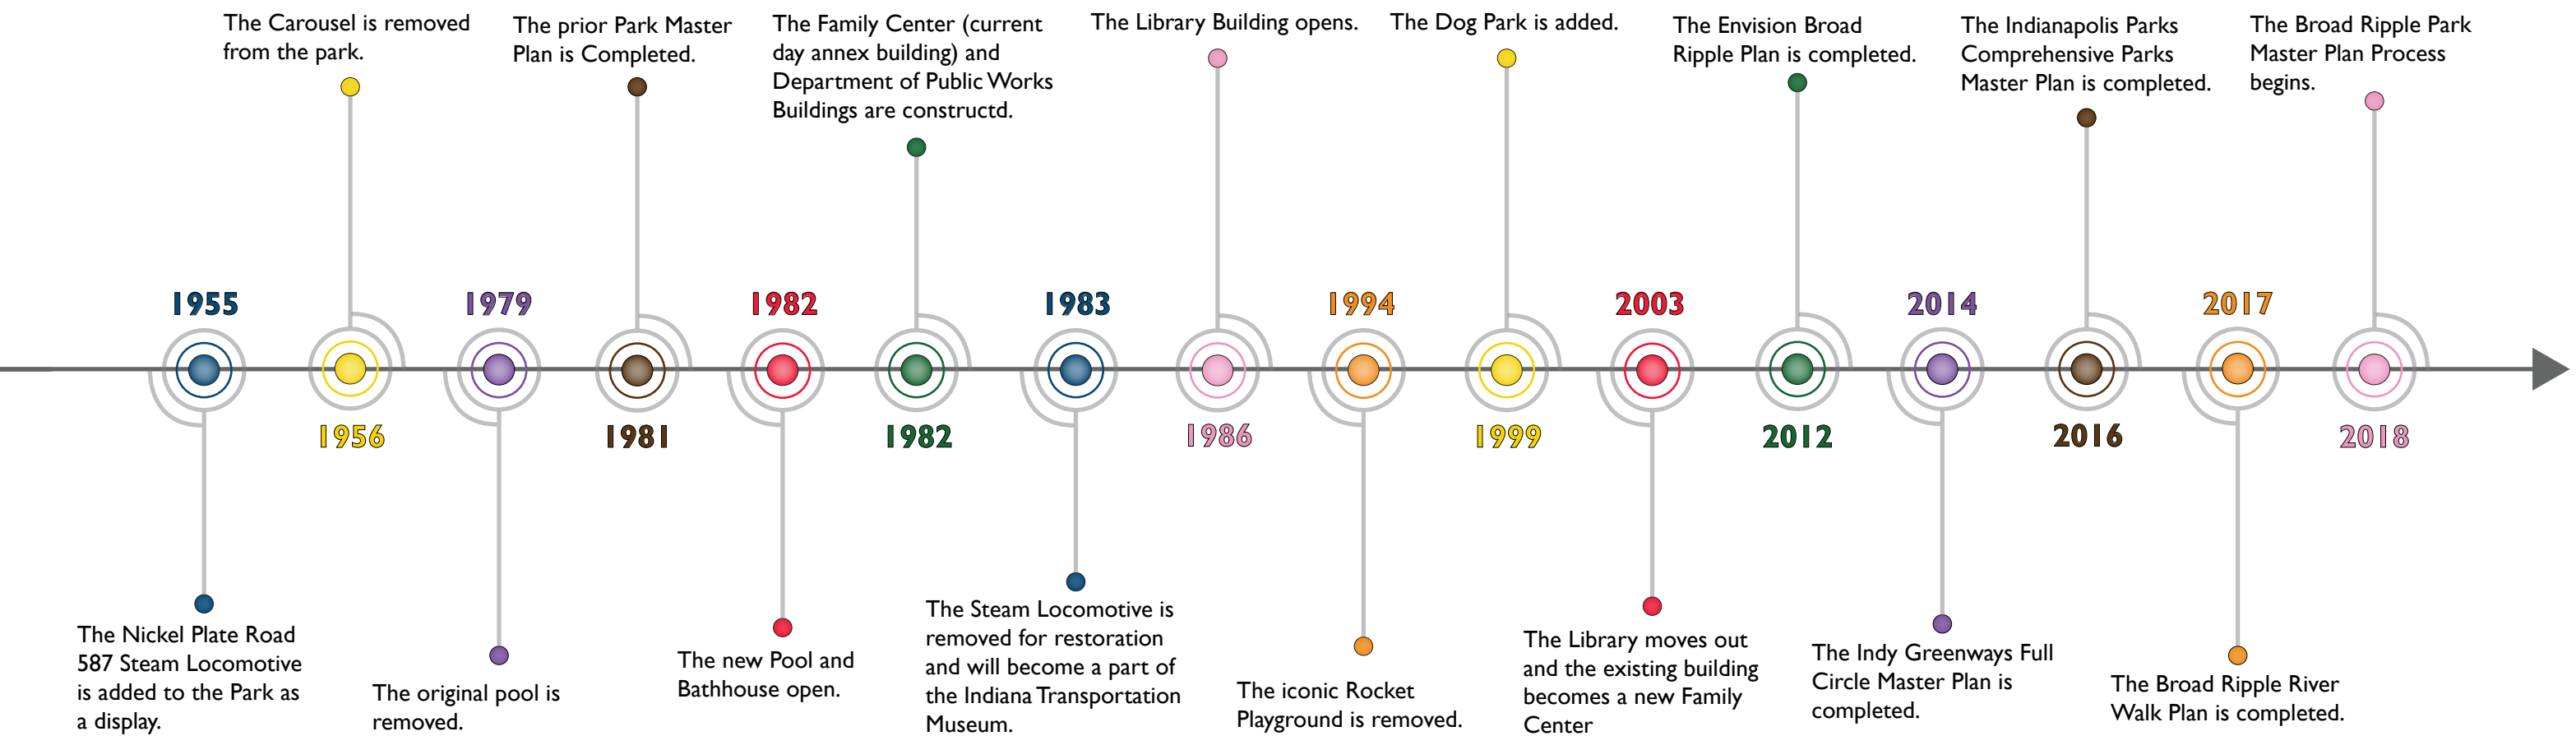 The Carousel is removed
from the park.
The prior Park Master
Plan is Completed.
The Family Center (current
day annex building) and
Department of Public Works
Buildings are constructd.
The Library Building opens.
The Dog Park is added.
The Envision Broad
Ripple Plan is completed.
The Indianapolis Parks
Comprehensive Parks
Master Plan is completed.
The Broad Ripple Park
Master Plan Process
begins.
1955
1979
1982
1983
1994
2003
2014
2017
1956
1981
1982
1986
1999
2012
2016
2018
The Nickel Plate Road
587 Steam Locomotive
is added to the Park as
a display.
The original pool is
removed.
The new Pool and
Bathhouse open.
The Steam Locomotive is
removed for restoration
and will become a part of
the Indiana Transportation
Museum.
The iconic Rocket
Playground is removed.
The Library moves out
and the existing building
becomes a new Family
Center
The Indy Greenways Full
Circle Master Plan is
completed.
The Broad Ripple River
Walk Plan is completed.